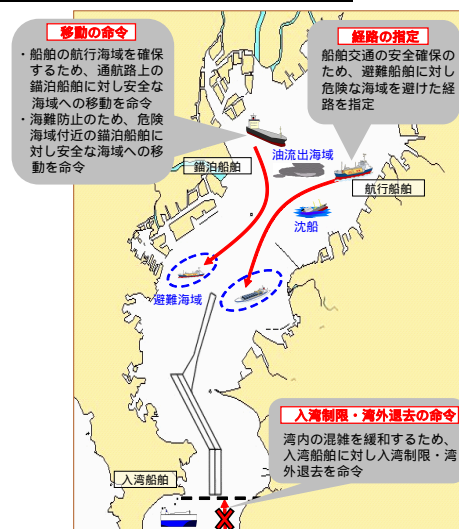 移動の命令
・船舶の航行海域を確保
するため、通航路上の
錨泊船舶に対し安全な
海域への移動を命令
・海難防止のため、危険
海域付近の錨泊船舶に
対し安全な海域への移
動を命令
経路の指定
船舶交通の安全確保の
ため、避難船舶に対し
危険な海域を避けた経
路を指定
油流出海域
錨泊船舶
航行船舶
沈船
避難海域
入湾制限・湾外退去の命令
湾内の混雑を緩和するため、
入湾船舶に対し入湾制限・湾
外退去を命令
入湾船舶